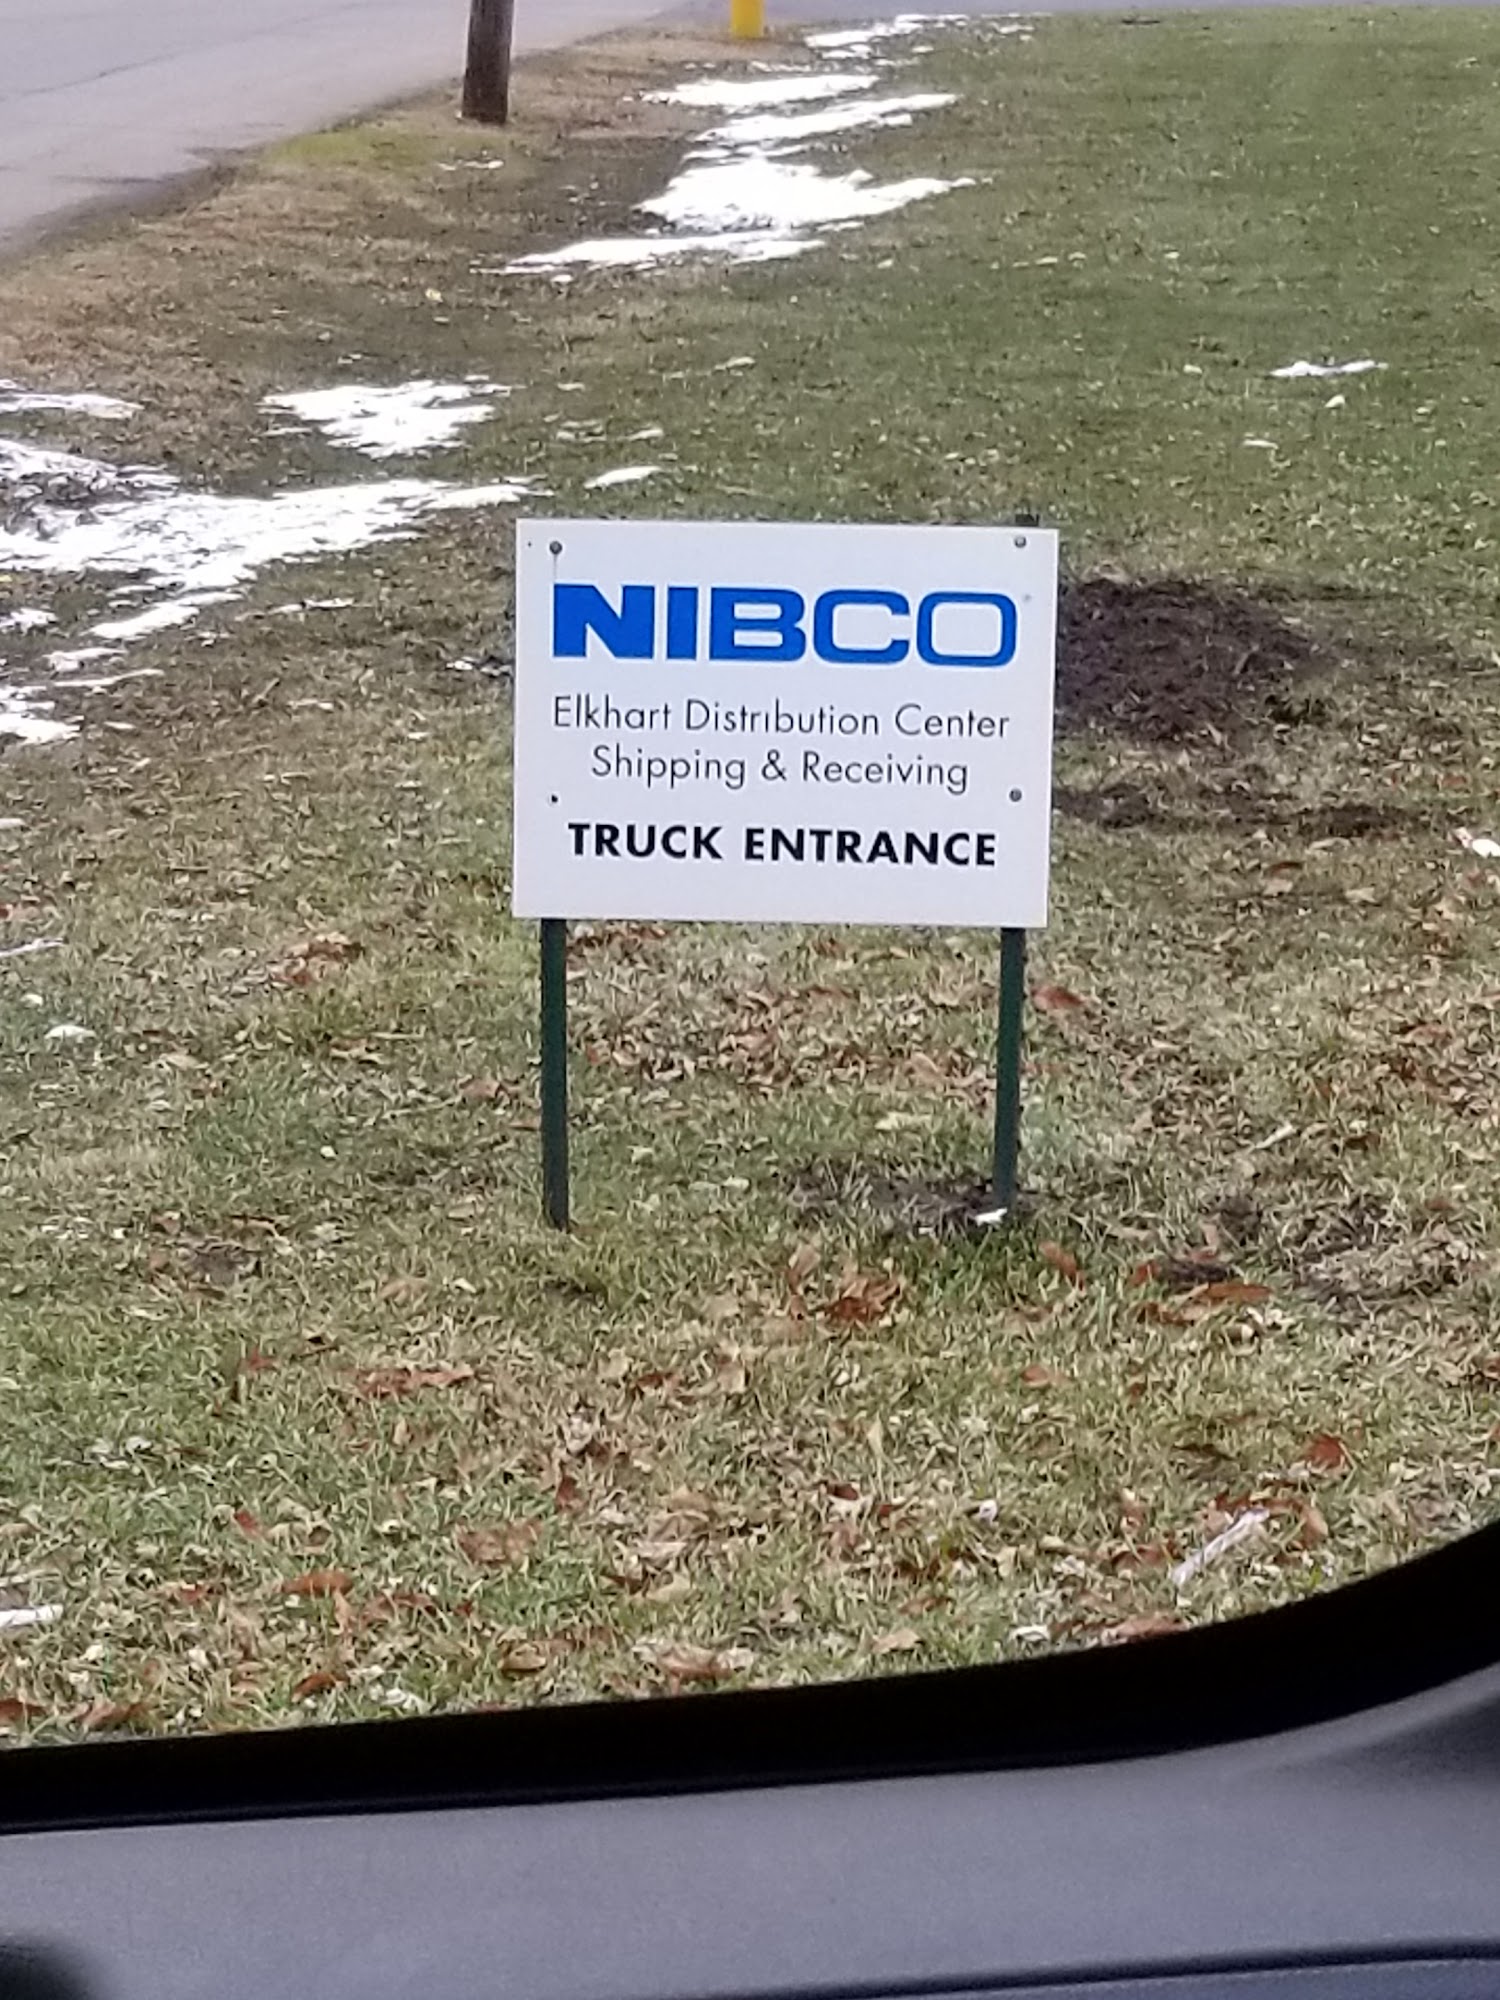 NIBCO
Elkhart Distribution Center
Shipping & Receiving
TRUCK ENTRANCE